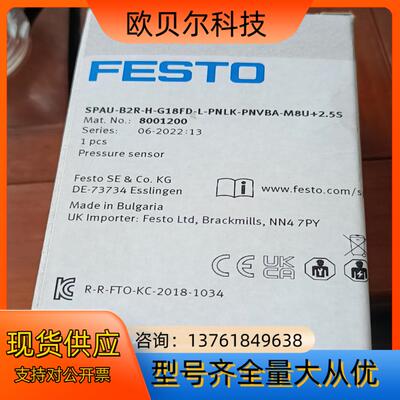 欧贝尔科技
FESTO
SPAU-B2R-H-G18FD-L-PNLK-PNVBA-M8U+2.5S
Mat. No.: 8001200
Series: 06-2022:13
1 pcs
Pressure sensor
Festo SE & Co. KG
DE-73734 Esslingen
www.festo.com/s
Made in Bulgaria
UK Importer: Festo Ltd, Brackmills, NN4 7PY
CE UK CA
R-R-FTO-KC-2018-1034
现货供应
支持对公开票
咨询：13761849638
型号齐全量大从优